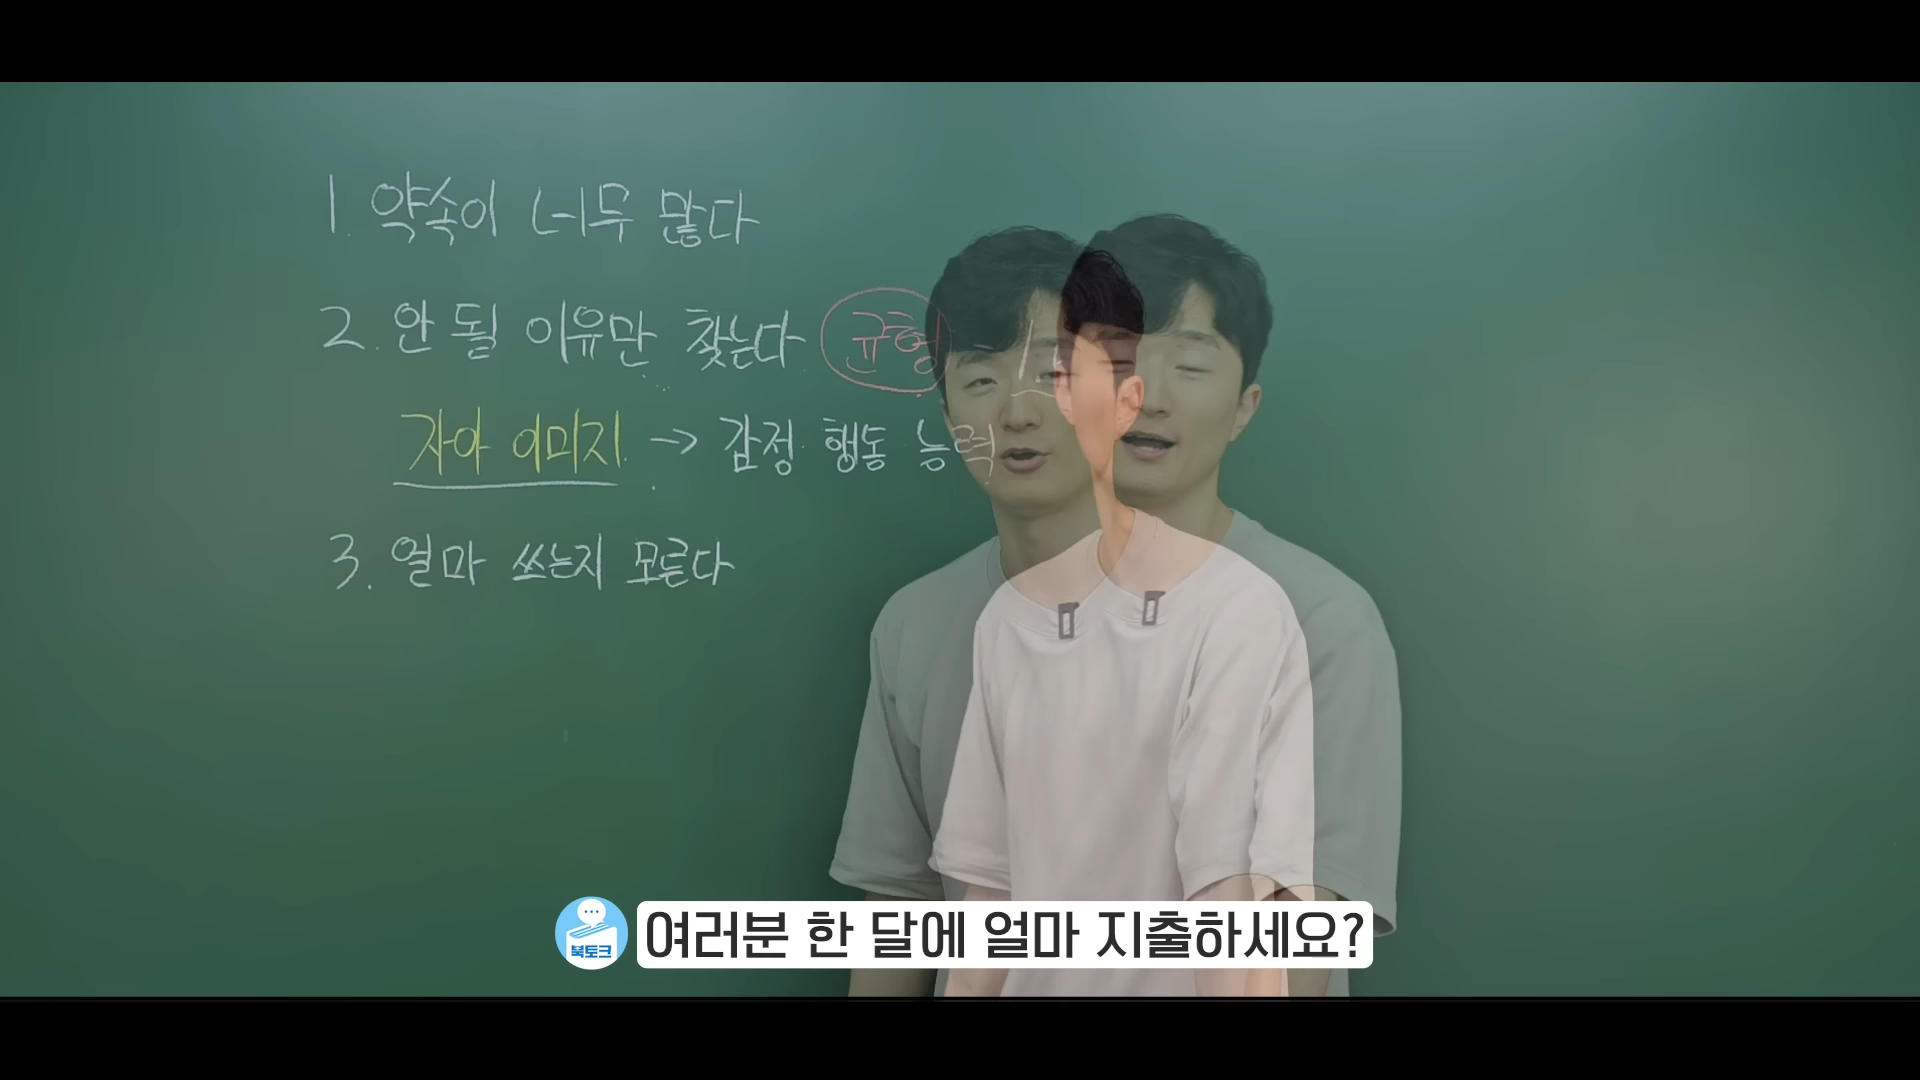 1. 약속이 너무 많다
2. 안 될 이유만 찾는다 균형
자아 이미지 → 감정 행동 능력
3. 얼마 쓰는지 모른다
북토크
여러분 한 달에 얼마 지출하세요?